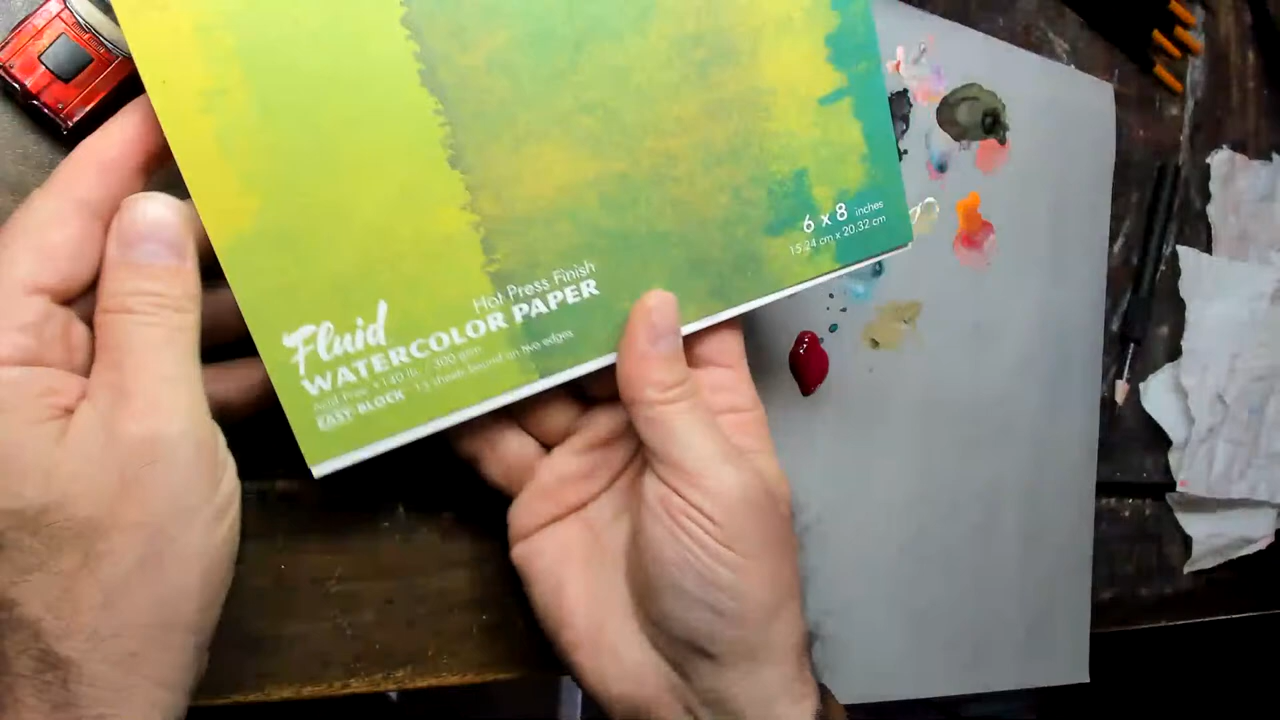 Fluid
Hot Press Finish
WATERCOLOR PAPER
Acid Free • 140 lb. / 300 gsm
EASY-BLOCK 15 sheets bound on two edges
6 x 8 inches
15.24 cm x 20.32 cm